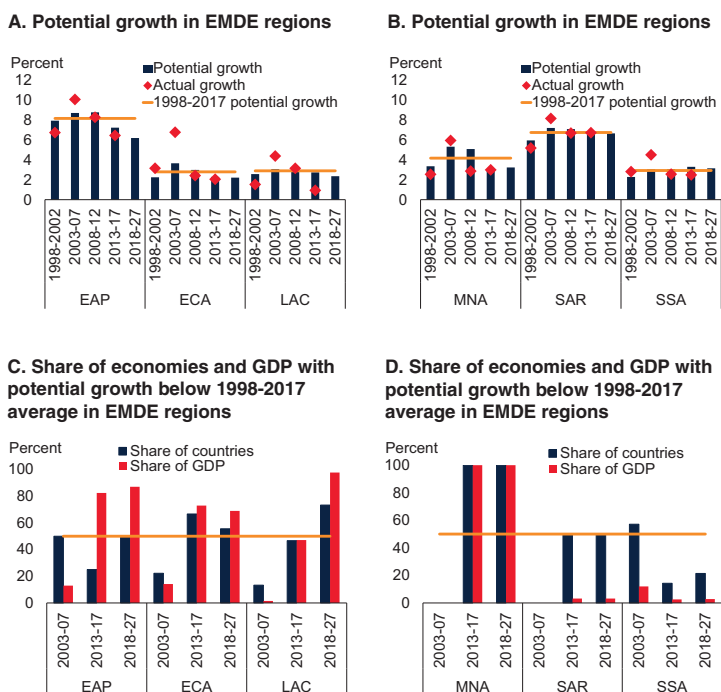 A. Potential growth in EMDE regions
Percent
Potential growth
Actual growth
1998-2017 potential growth
12
10
8
6
4
2
0
1998-2002
2003-07
2008-12
2013-17
2018-27
1998-2002
2003-07
2008-12
2013-17
2018-27
1998-2002
2003-07
2008-12
2013-17
2018-27
EAP
ECA
LAC
B. Potential growth in EMDE regions
Percent
Potential growth
Actual growth
1998-2017 potential growth
12
10
8
6
4
2
0
1998-2002
2003-07
2008-12
2013-17
2018-27
1998-2002
2003-07
2008-12
2013-17
2018-27
1998-2002
2003-07
2008-12
2013-17
2018-27
MNA
SAR
SSA
C. Share of economies and GDP with
potential growth below 1998-2017
average in EMDE regions
Percent
Share of countries
Share of GDP
100
80
60
40
20
0
2003-07
2013-17
2018-27
2003-07
2013-17
2018-27
2003-07
2013-17
2018-27
EAP
ECA
LAC
D. Share of economies and GDP with
potential growth below 1998-2017
average in EMDE regions
Percent
Share of countries
Share of GDP
100
80
60
40
20
0
2003-07
2013-17
2018-27
2003-07
2013-17
2018-27
2003-07
2013-17
2018-27
MNA
SAR
SSA